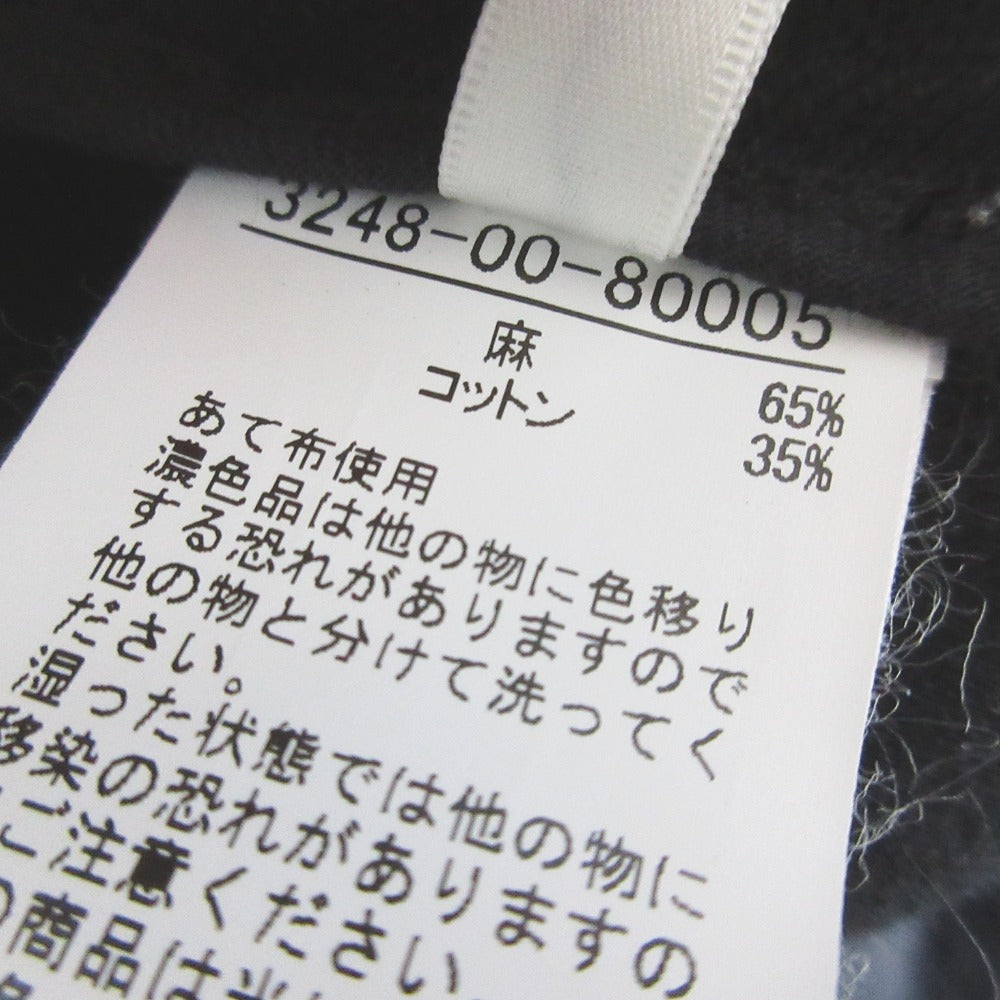 3248-00-80005
麻 65%
コットン 35%
あて布使用
濃色品は他の物に色移り
する恐れがありますので
他の物と分けて洗ってく
ださい。
湿った状態では他の物に
移染の恐れがありますの
ご注意ください。
の商品は